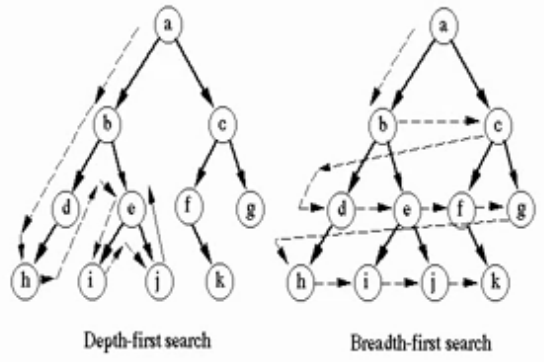 a a
b c b c
d e f g d e f g
h i j k h i j k
Depth-first search Breadth-first search